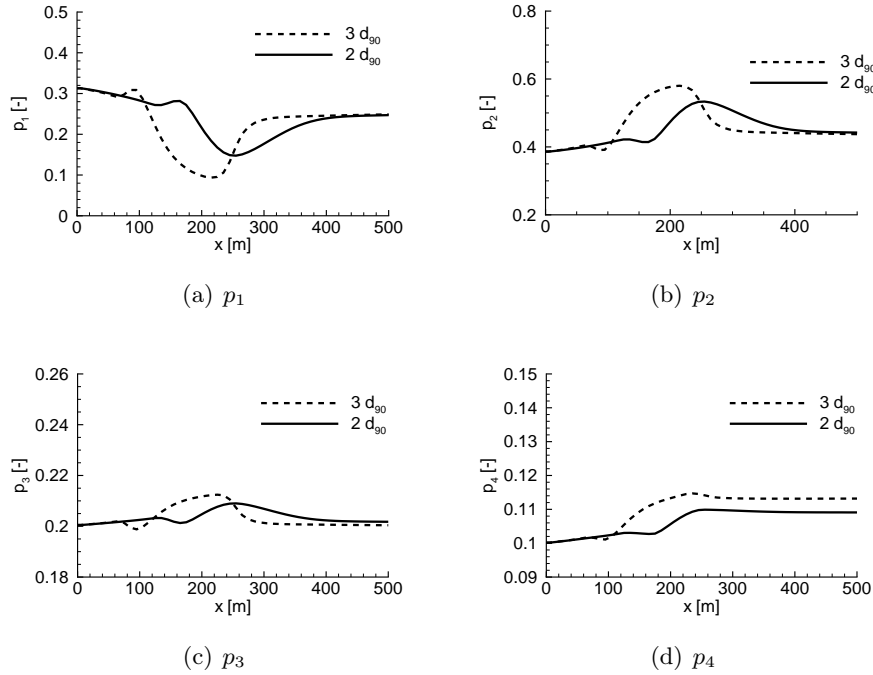 0.5
0.4
0.3
0.2
0.1
0
p1 [-]
3 d90
2 d90
0 100 200 300 400 500
x [m]
(a) p1
0.8
0.6
0.4
0.2
p2 [-]
3 d90
2 d90
0 200 400
x [m]
(b) p2
0.26
0.24
0.22
0.2
0.18
p3 [-]
3 d90
2 d90
0 100 200 300 400 500
x [m]
(c) p3
0.15
0.14
0.13
0.12
0.11
0.1
0.09
p4 [-]
3 d90
2 d90
0 100 200 300 400 500
x [m]
(d) p4